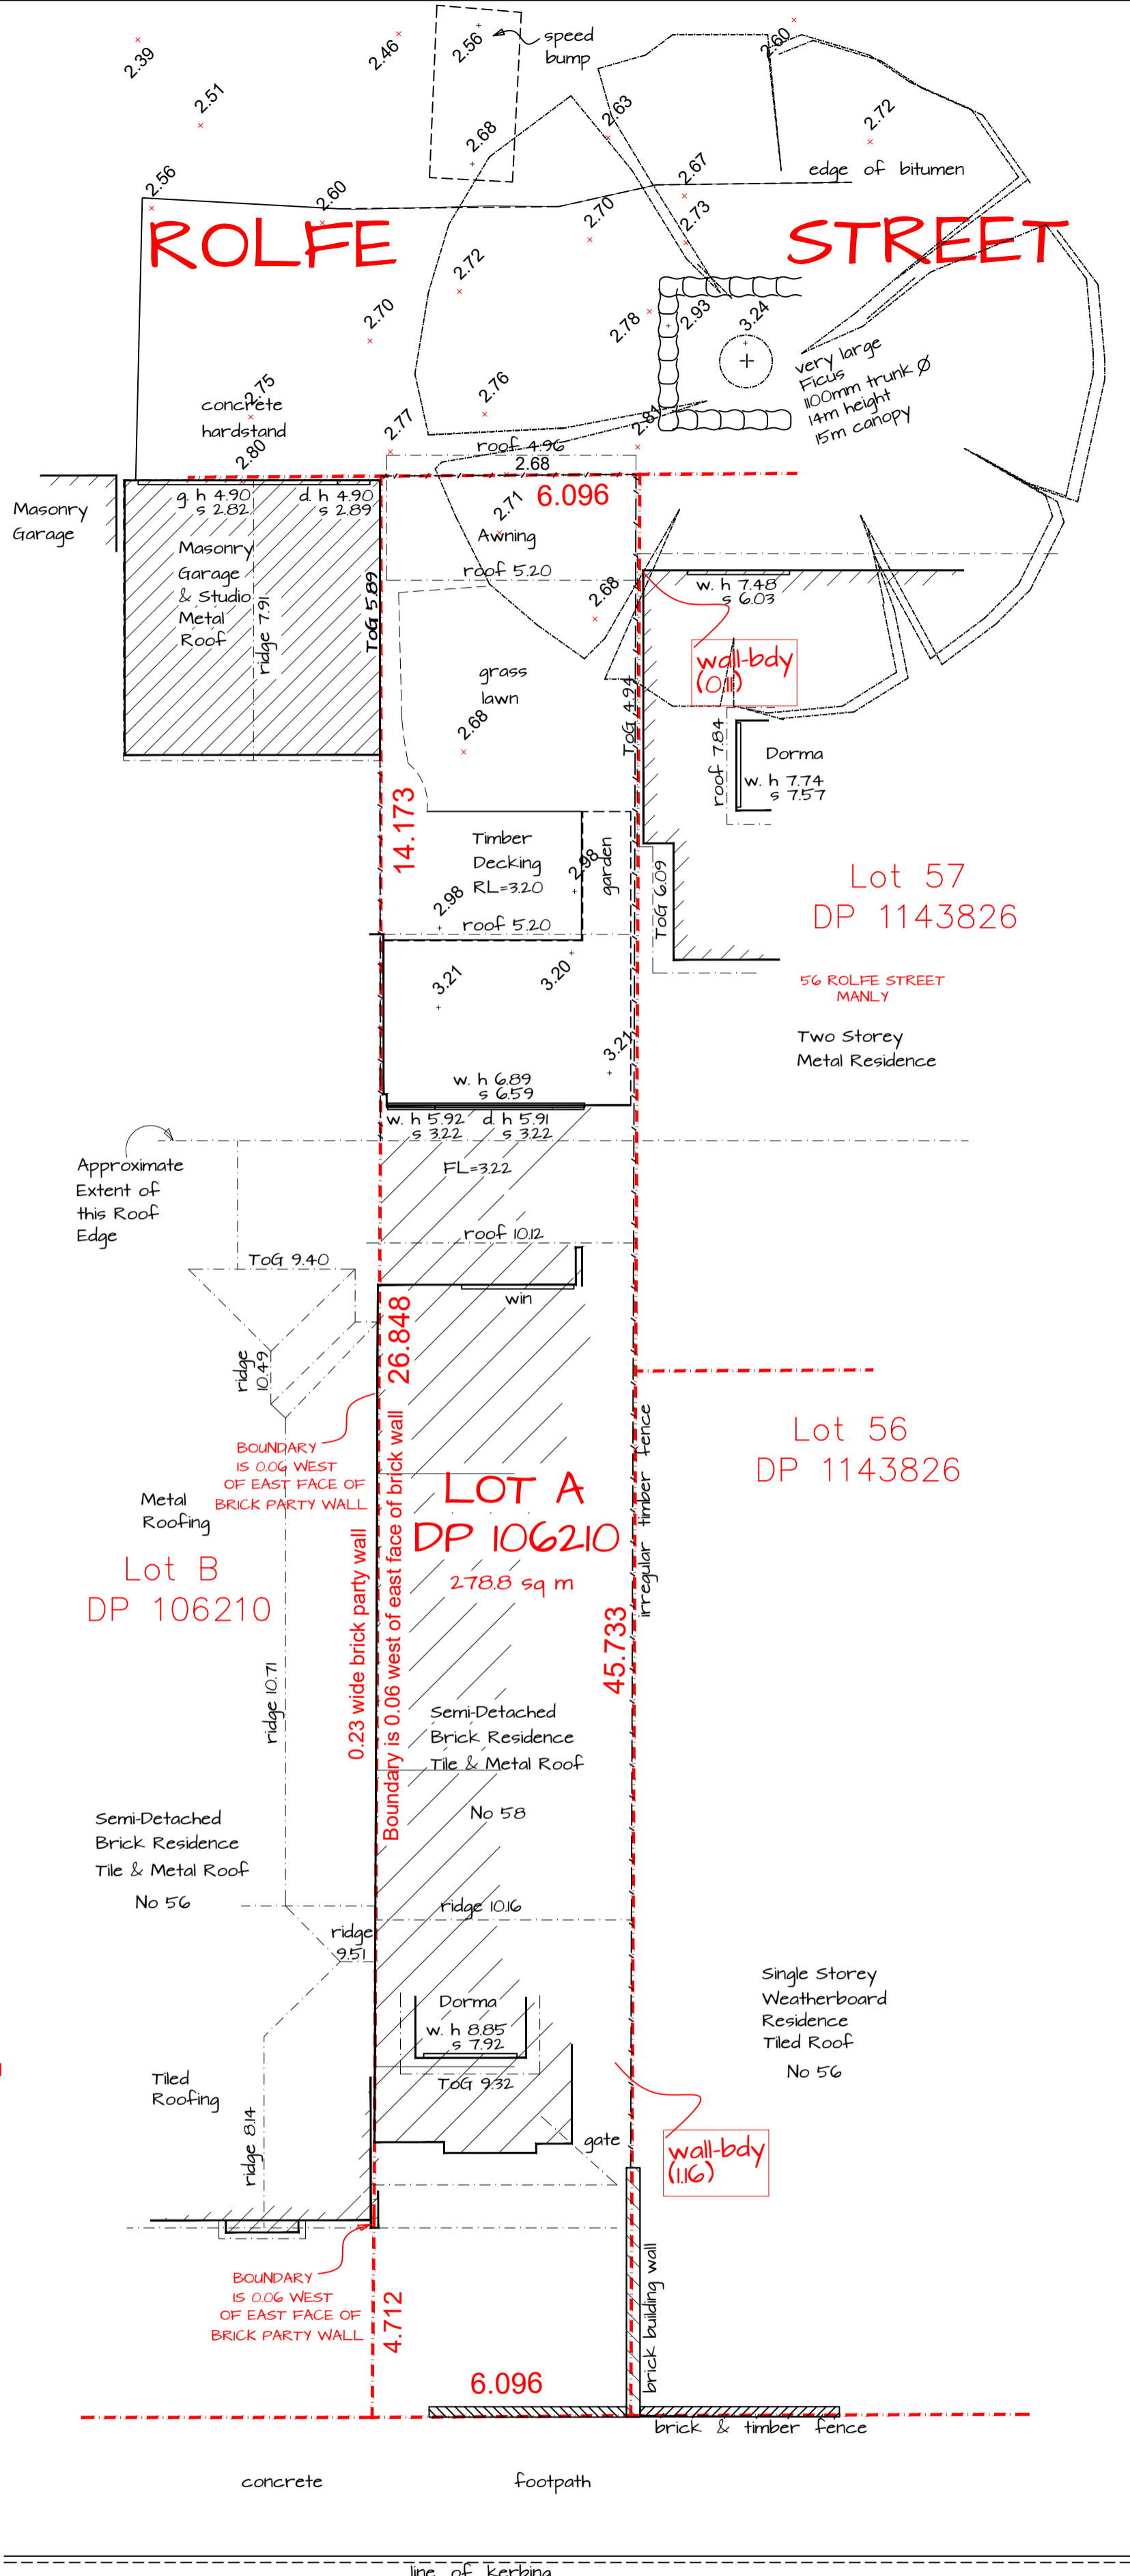 2.39
2.46
2.56
speed
bump
2.60
2.51
2.68
2.63
2.72
edge of bitumen
2.56
2.60
2.67
2.70
2.73
ROLFE STREET
2.72
2.70
2.78
2.93
3.24
very large
Ficus
1100mm trunk Ø
14m height
15m canopy
2.75
concrete
hardstand
2.76
2.77
2.81
2.80
roof 4.96
2.68
6.096
Masonry
Garage
g. h 4.90
s 2.82
d. h 4.90
s 2.89
2.71
Awning
roof 5.20
Masonry
Garage
& Studio
Metal
Roof
ridge 7.91
ToG 5.89
2.68
w. h 7.48
s 6.03
wall-bdy
(0.11)
grass
lawn
2.68
ToG 4.94
roof 7.84
Dorma
w. h 7.74
s 7.57
14.173
Timber
Decking
RL=3.20
2.98
2.98
garden
roof 5.20
ToG 6.09
Lot 57
DP 1143826
56 ROLFE STREET
MANLY
Two Storey
Metal Residence
3.21
3.20
3.21
w. h 6.89
s 6.59
w. h 5.92
s 3.22
d. h 5.91
s 3.22
FL=3.22
Approximate
Extent of
this Roof
Edge
roof 10.12
ToG 9.40
win
26.848
ridge
10.49
BOUNDARY
IS 0.06 WEST
OF EAST FACE OF
BRICK PARTY WALL
irregular timber fence
Lot 56
DP 1143826
Metal
Roofing
LOT A
DP 106210
278.8 sq m
Lot B
DP 106210
0.23 wide brick party wall
Boundary is 0.06 west of east face of brick wall
45.733
ridge 10.71
Semi-Detached
Brick Residence
Tile & Metal Roof
No 58
Semi-Detached
Brick Residence
Tile & Metal Roof
No 56
ridge 10.16
ridge
9.51
Single Storey
Weatherboard
Residence
Tiled Roof
No 56
Dorma
w. h 8.85
s 7.92
ToG 9.32
Tiled
Roofing
ridge 8.14
gate
wall-bdy
(1.16)
BOUNDARY
IS 0.06 WEST
OF EAST FACE OF
BRICK PARTY WALL
4.712
brick building wall
6.096
brick & timber fence
concrete footpath
line of kerbing